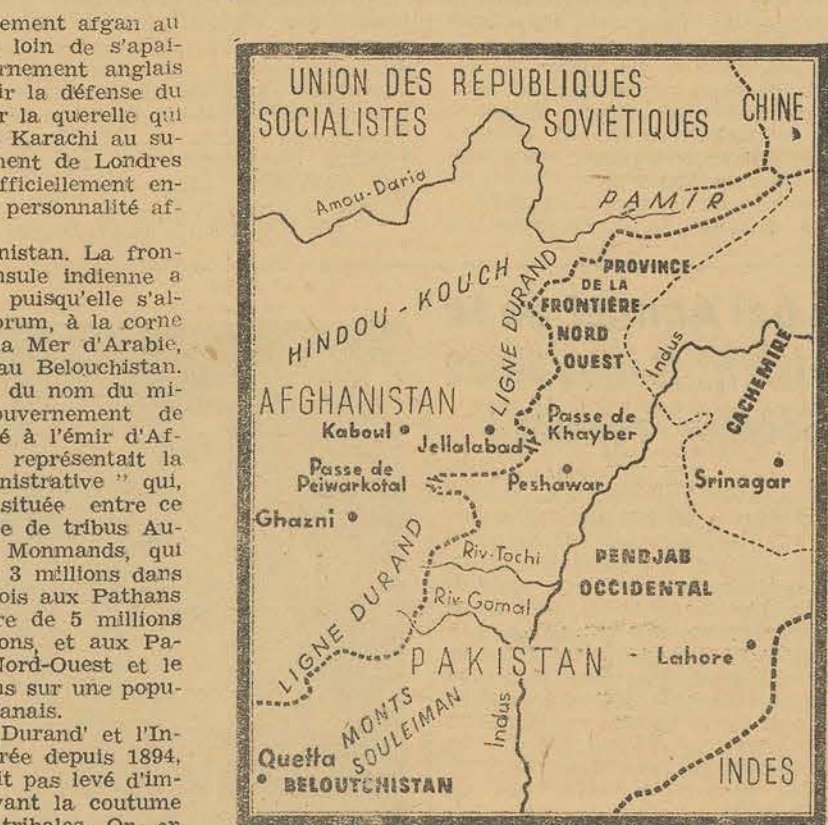 ement afgan au
loin de s'apai-
rnement anglais
ir la défense du
r la querelle qui
Karachi au su-
ment de Londres
fficiellement en-
personnalité af-
nistan. La fron-
nsule indienne a
puisqu'elle s'al-
orum, à la corne
a Mer d'Arabie,
au Belouchistan.
du nom du mi-
ouvernement de
é à l'émir d'Af-
représentait la
nistrative " qui,
située entre ce
e de tribus Au-
Monmands, qui
3 millions dans
ois aux Pathans
re de 5 millions
ons, et aux Pa-
Nord-Ouest et le
us sur une popu-
anais.
Durand' et l'In-
rée depuis 1894,
it pas levé d'im-
vant la coutume
tribales. On en
UNION DES RÉPUBLIQUES
SOCIALISTES SOVIÉTIQUES
CHINE
Amou-Daria
PAMIR
HINDOU-KOUCH
LIGNE DURAND
PROVINCE
DE LA
FRONTIÈRE
NORD
OUEST
Indus
CACHEMIRE
AFGHANISTAN
Kaboul
Jellalabad
Passe de
Khayber
Passe de
Peiwarkotal
Peshawar
Srinagar
Ghazni
LIGNE DURAND
Riv-Tochi
Riv-Gomal
PENDJAB
OCCIDENTAL
PAKISTAN
Lahore
MONTS
SOULEIMAN
Indus
Quetta
BELOUTCHISTAN
INDES